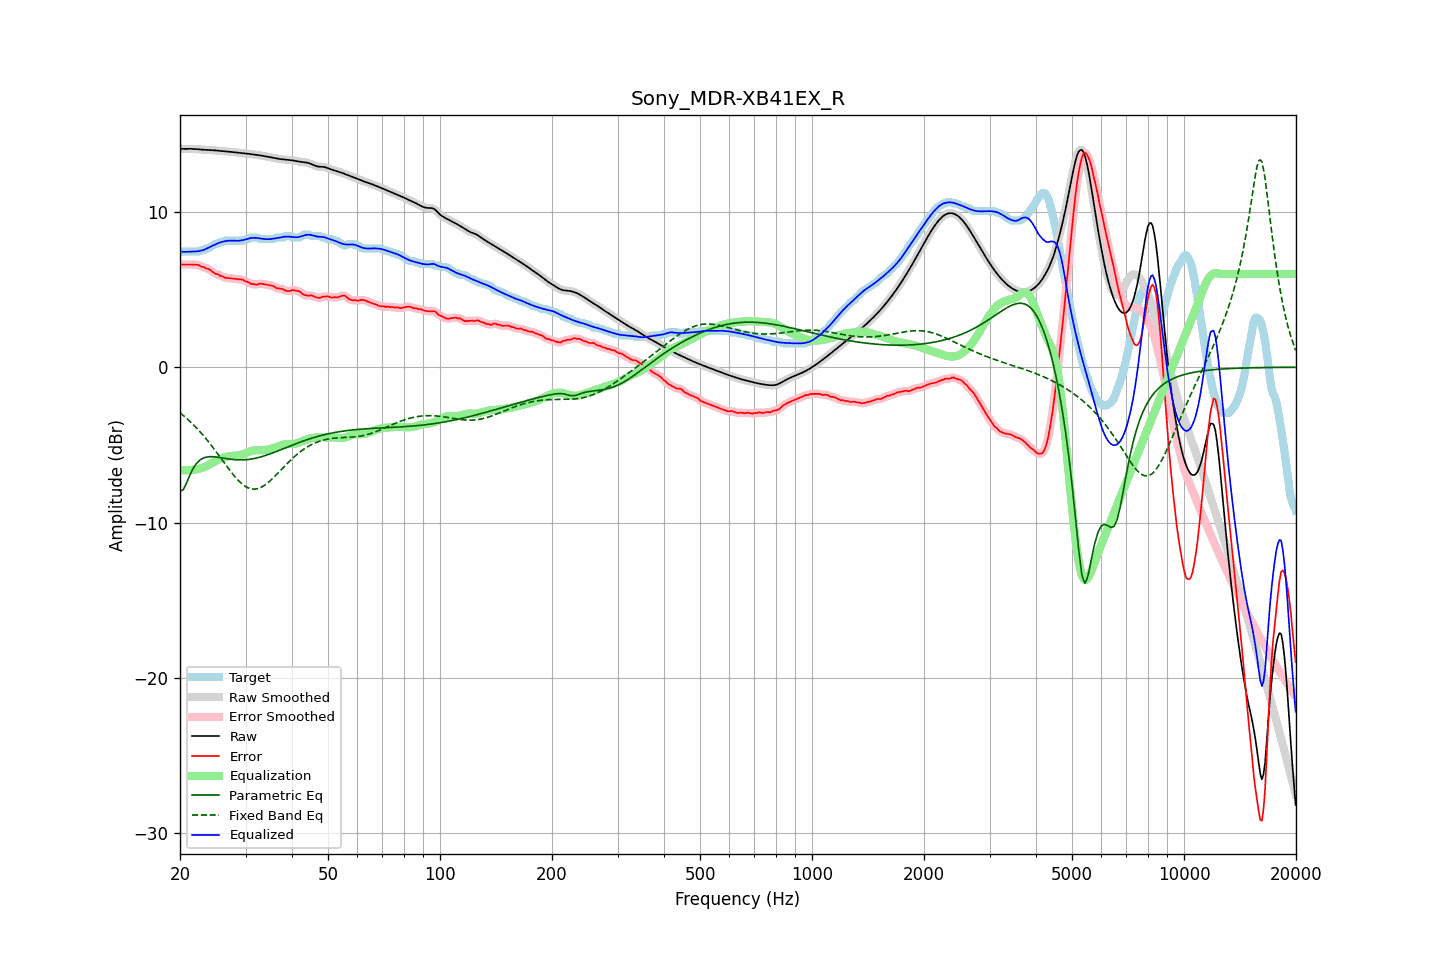 Sony_MDR-XB41EX_R
Amplitude (dBr)
10
0
−10
−20
−30
Target
Raw Smoothed
Error Smoothed
Raw
Error
Equalization
Parametric Eq
Fixed Band Eq
Equalized
20 50 100 200 500 1000 2000 5000 10000 20000
Frequency (Hz)